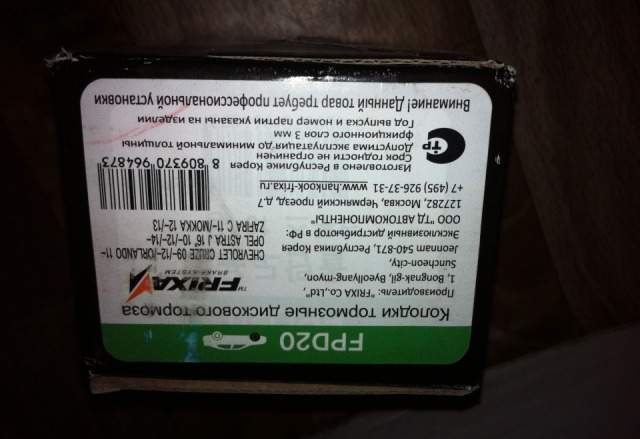 FPD20
Колодки тормозные дискового тормоза
Производитель: "FRIXA Co.,Ltd",
1, Bongnak-gil, Byeollyang-myon,
Suncheon-city,
Jeonnam 540-871, Республика Корея
Эксклюзивный дистрибьютор в РФ:
ООО "ТД АВТОКОМПОНЕНТЫ"
127282, Москва, Чермянский проезд, д.7
+7 (495) 926-37-31 www.hankook-frixa.ru
FRIXA TM
BRAKE-SYSTEM
CHEVROLET CRUZE 09-/12-/ORLANDO 11-
OPEL ASTRA J ,16" 10-/12-/14-
ZAFIRA C 11-/MOKKA 12-/13
8 809370 964873
Изготовлено в Республике Корея
Срок годности не ограничен
Допустима эксплуатация до минимальной толщины
фрикционного слоя 3 мм
Год выпуска и номер партии указаны на изделии
Внимание! Данный товар требует профессиональной установки